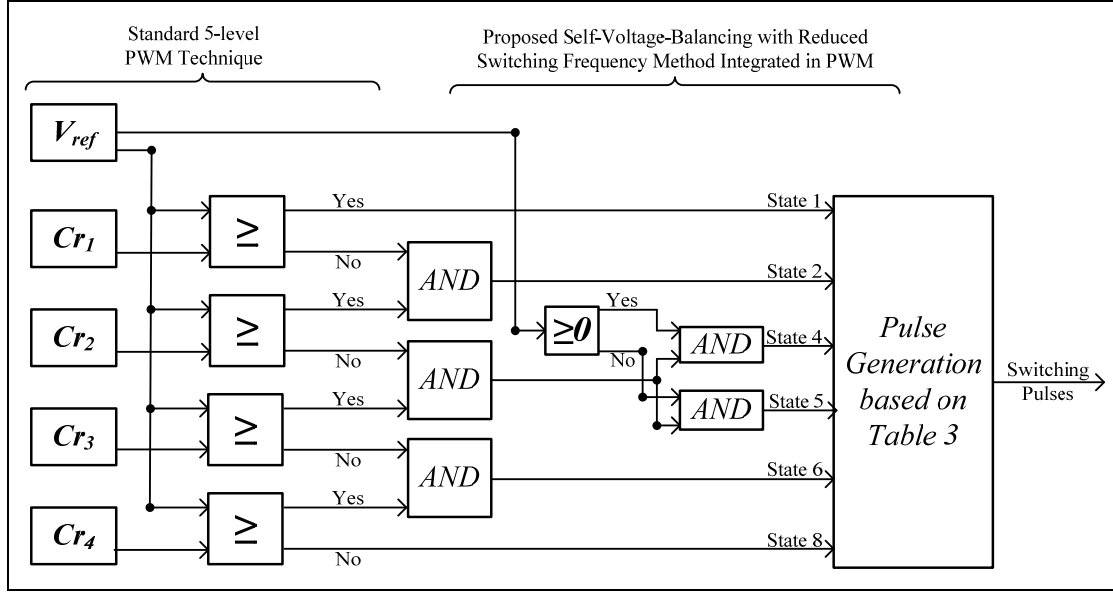 Standard 5-level
PWM Technique
Proposed Self-Voltage-Balancing with Reduced
Switching Frequency Method Integrated in PWM
Vref
Cr1
Cr2
Cr3
Cr4
≥
≥
≥
≥
Yes
No
Yes
No
Yes
No
Yes
No
AND
AND
AND
≥0
Yes
No
AND
AND
State 1
State 2
State 4
State 5
State 6
State 8
Pulse
Generation
based on
Table 3
Switching
Pulses